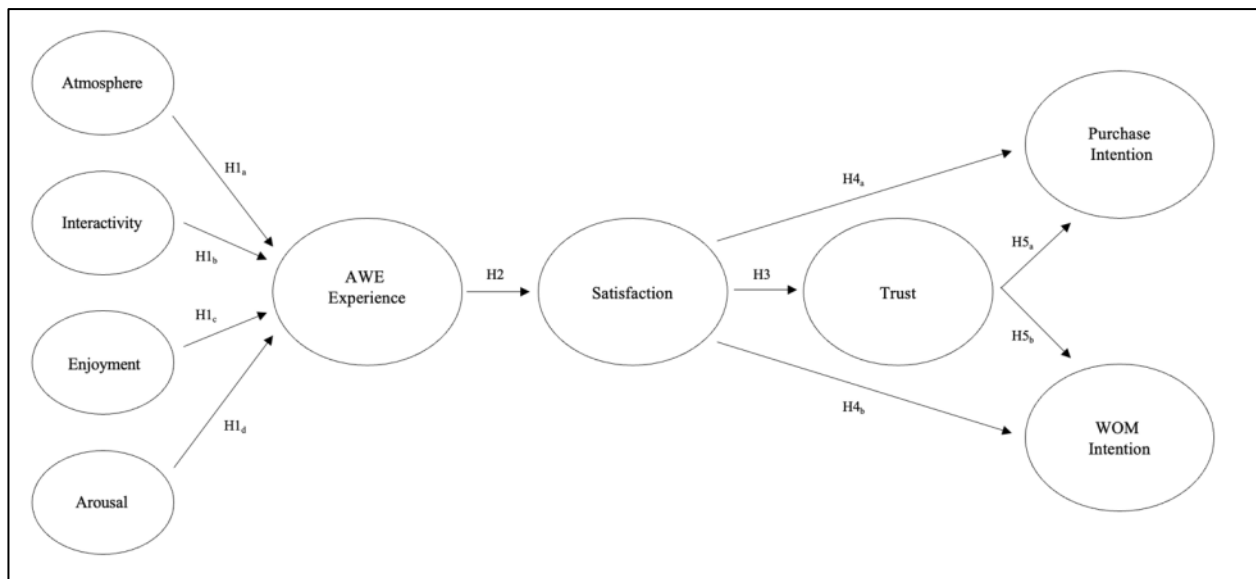 Atmosphere
H1a
Interactivity
H1b
Enjoyment
H1c
Arousal
H1d
AWE
Experience
H2
Satisfaction
H3
Trust
H4a
H4b
H5a
H5b
Purchase
Intention
WOM
Intention